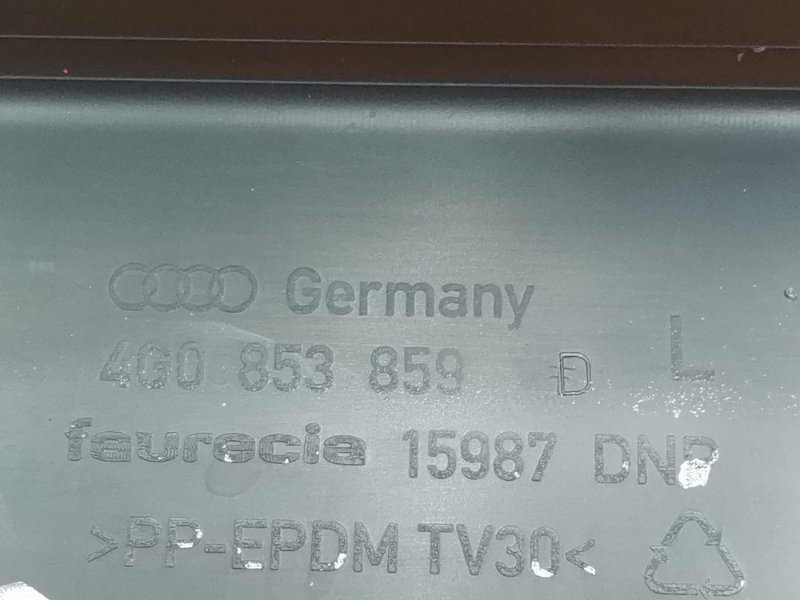 Germany
4G0 853 859 D L
faurecia 15987 DNP
>PP-EPDM TV30<